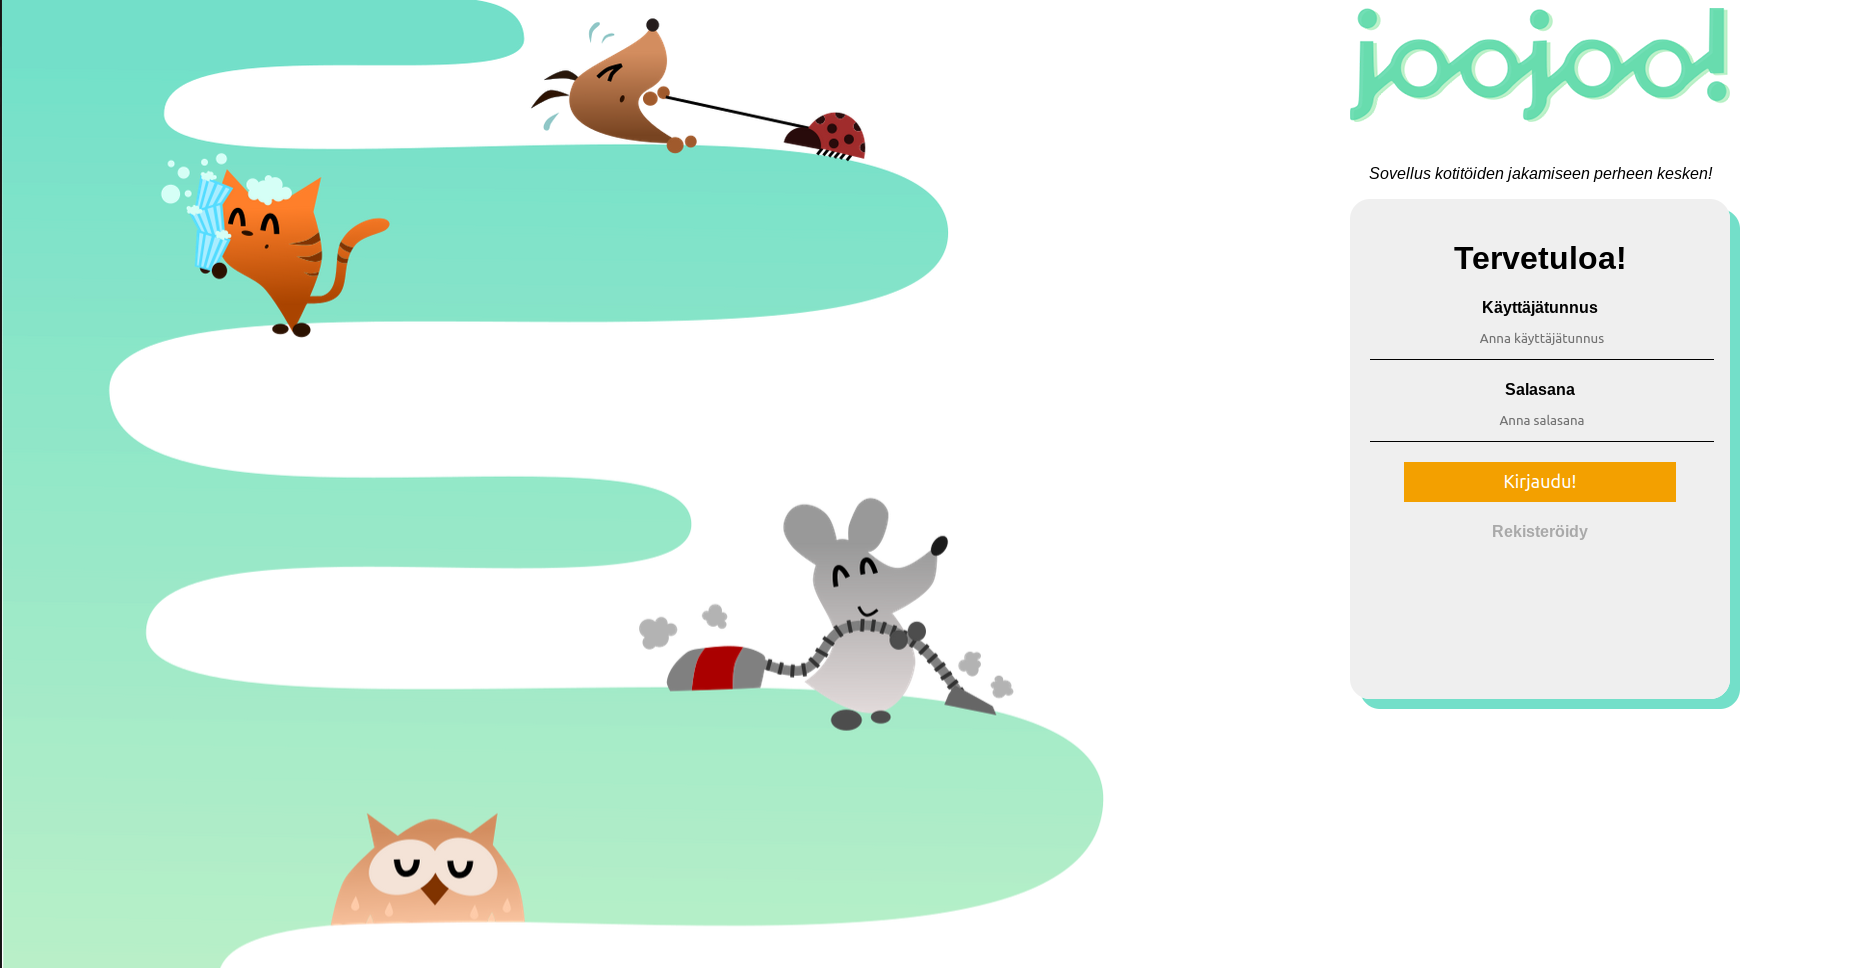 joojoo!
Sovellus kotitöiden jakamiseen perheen kesken!
Tervetuloa!
Käyttäjätunnus
Anna käyttäjätunnus
Salasana
Anna salasana
Kirjaudu!
Rekisteröidy